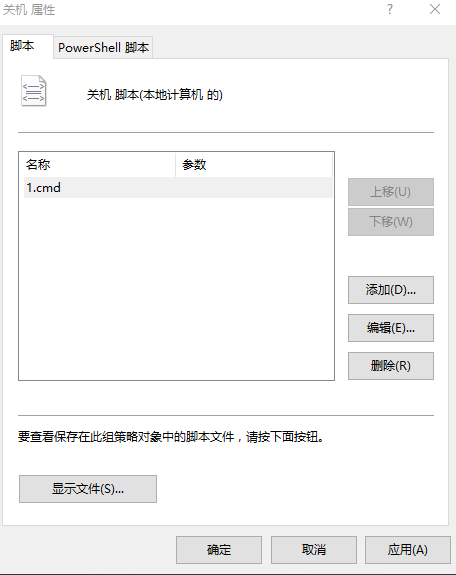 关机 属性
脚本
PowerShell 脚本
关机 脚本(本地计算机 的)
名称 参数
1.cmd
上移(U)
下移(W)
添加(D)...
编辑(E)...
删除(R)
要查看保存在此组策略对象中的脚本文件，请按下面按钮。
显示文件(S)...
确定 取消 应用(A)